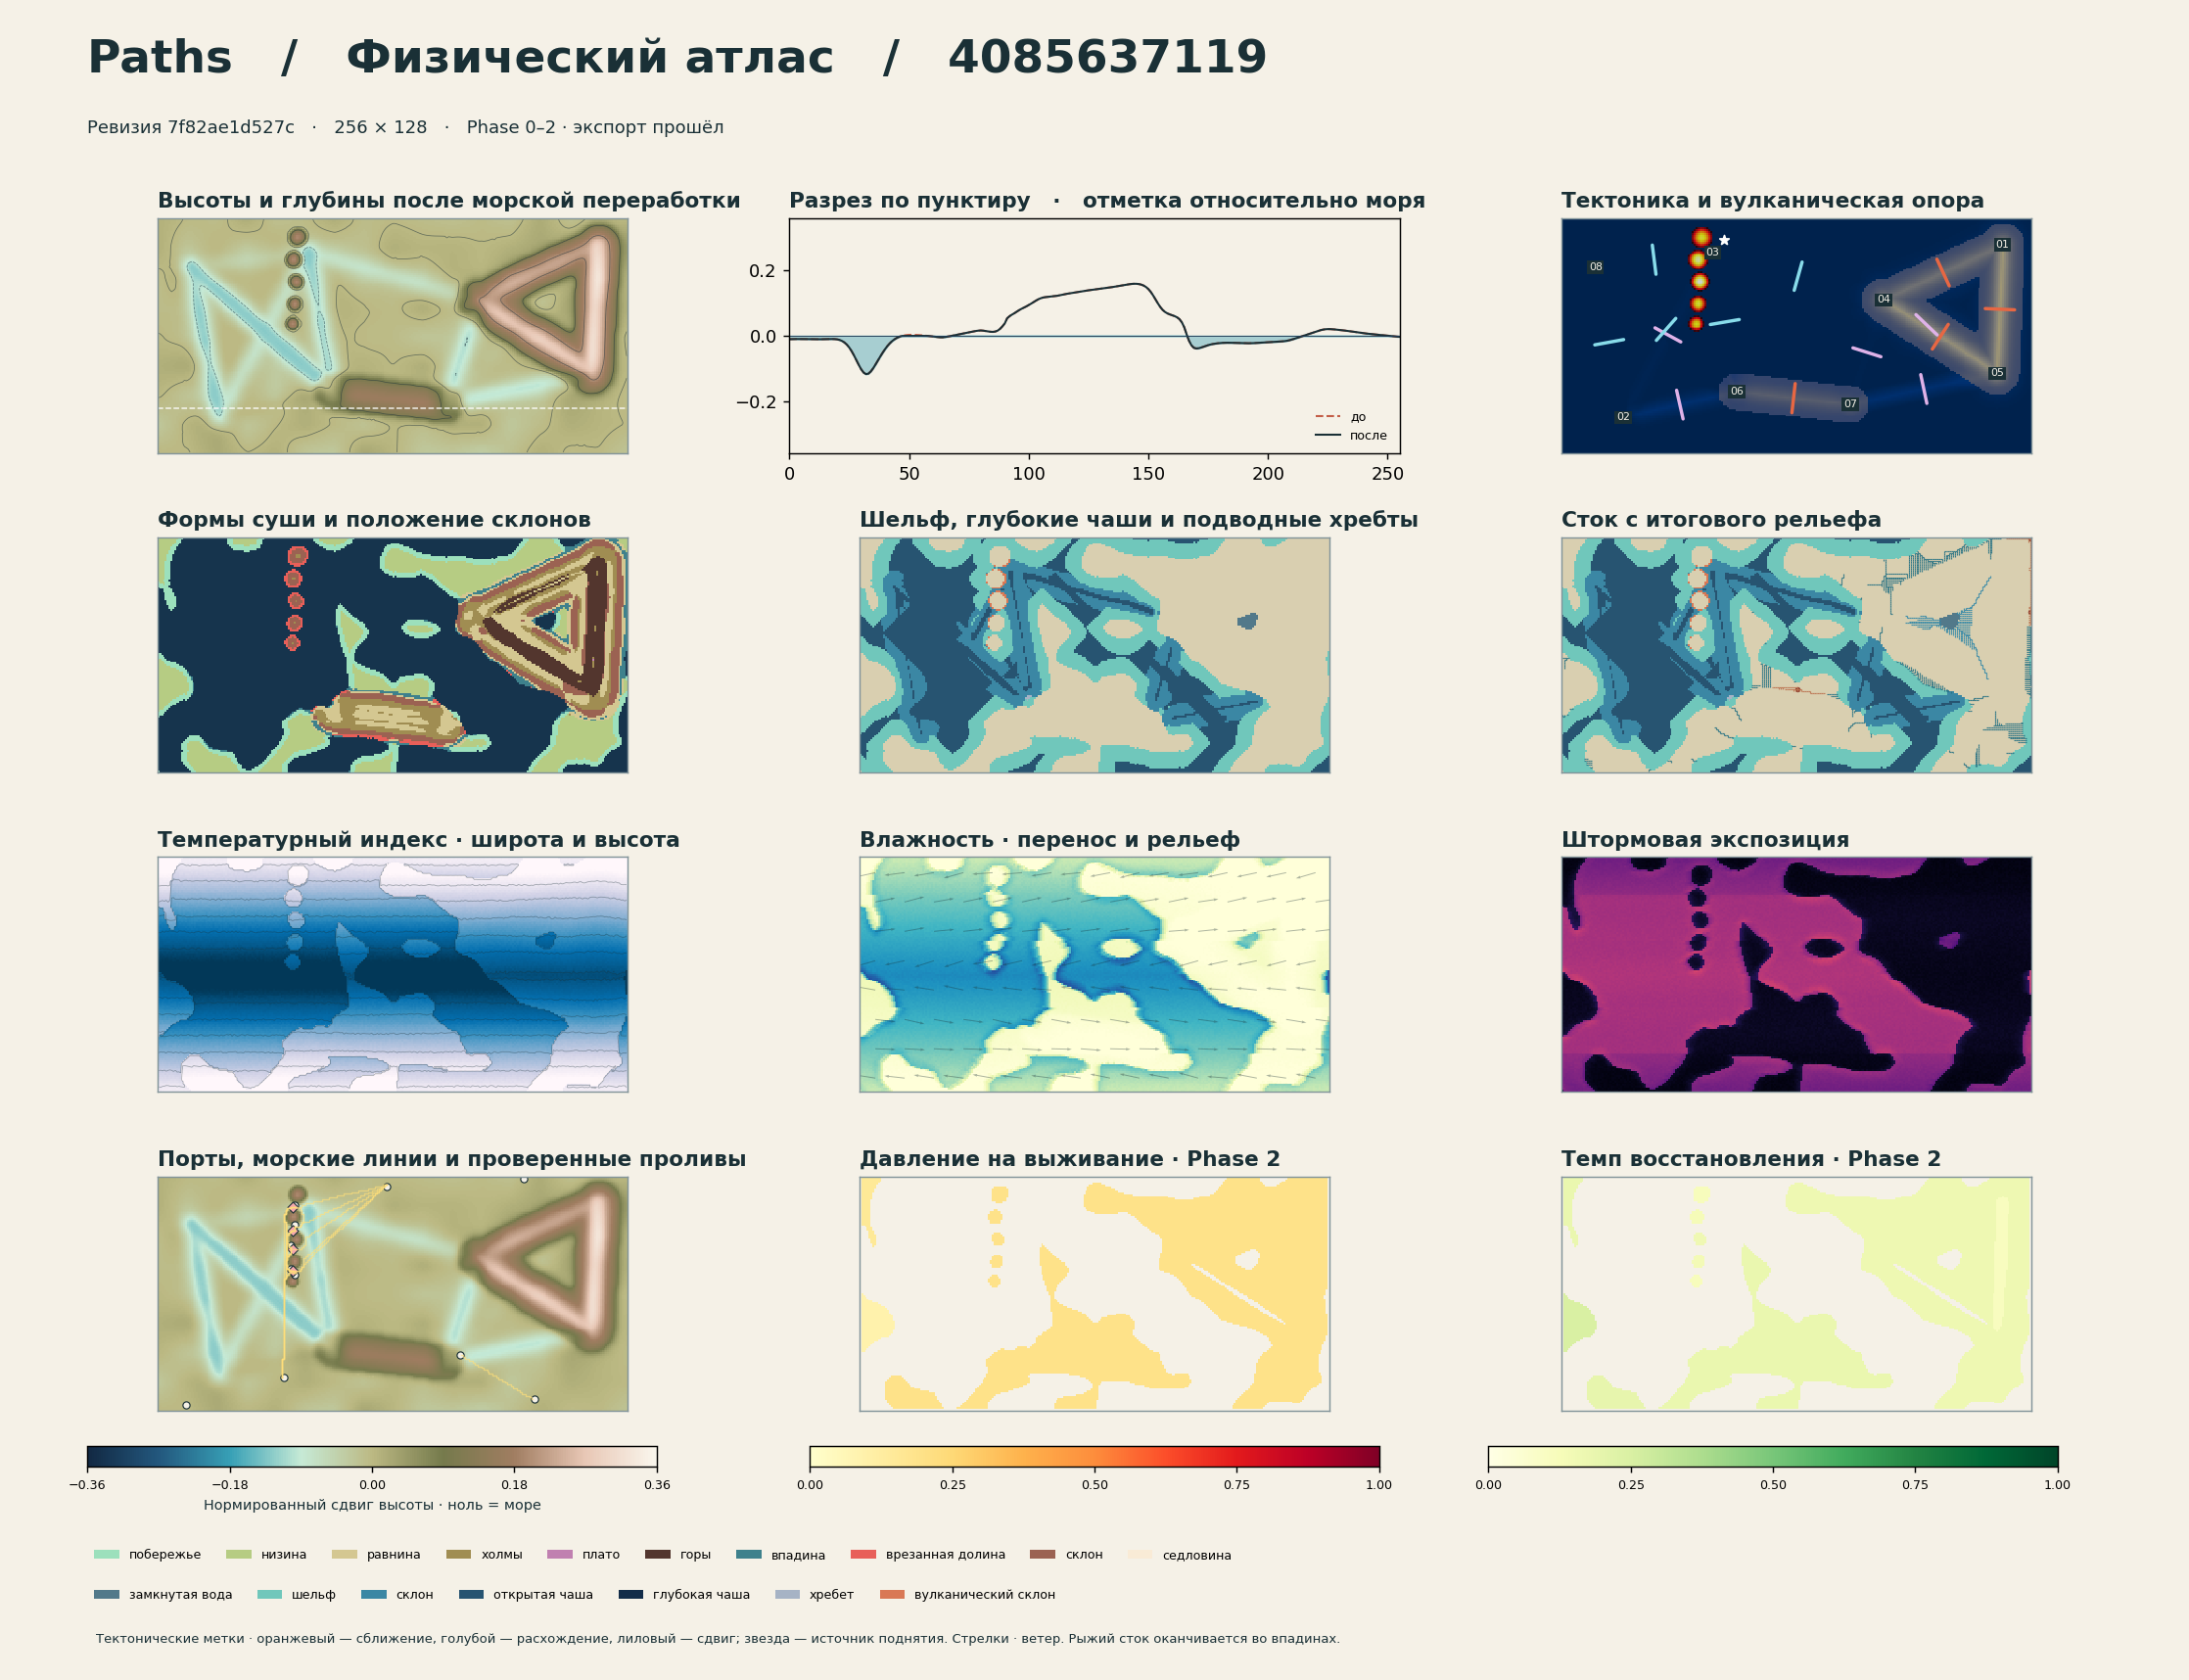 Paths / Физический атлас / 4085637119
Ревизия 7f82ae1d527c · 256 × 128 · Phase 0–2 · экспорт прошёл
Высоты и глубины после морской переработки
Разрез по пунктиру · отметка относительно моря
Тектоника и вулканическая опора
0.2
0.0
−0.2
до
после
0 50 100 150 200 250
01
03
08
04
05
06
07
02
Формы суши и положение склонов
Шельф, глубокие чаши и подводные хребты
Сток с итогового рельефа
Температурный индекс · широта и высота
Влажность · перенос и рельеф
Штормовая экспозиция
Порты, морские линии и проверенные проливы
Давление на выживание · Phase 2
Темп восстановления · Phase 2
−0.36 −0.18 0.00 0.18 0.36
Нормированный сдвиг высоты · ноль = море
0.00 0.25 0.50 0.75 1.00
0.00 0.25 0.50 0.75 1.00
побережье низина равнина холмы плато горы впадина врезанная долина склон седловина
замкнутая вода шельф склон открытая чаша глубокая чаша хребет вулканический склон
Тектонические метки · оранжевый — сближение, голубой — расхождение, лиловый — сдвиг; звезда — источник поднятия. Стрелки · ветер. Рыжий сток оканчивается во впадинах.